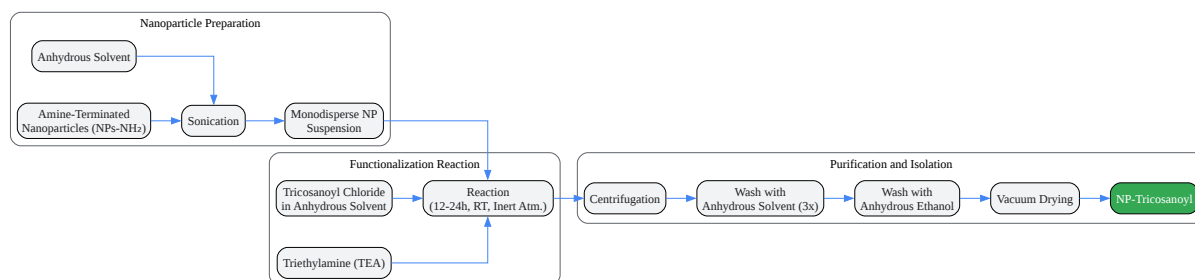 Nanoparticle Preparation
Anhydrous Solvent
Amine-Terminated
Nanoparticles (NPs-NH₂)
Sonication
Monodisperse NP
Suspension
Functionalization Reaction
Tricosanoyl Chloride
in Anhydrous Solvent
Reaction
(12-24h, RT, Inert Atm.)
Triethylamine (TEA)
Purification and Isolation
Centrifugation
Wash with
Anhydrous Solvent (3x)
Wash with
Anhydrous Ethanol
Vacuum Drying
NP-Tricosanoyl